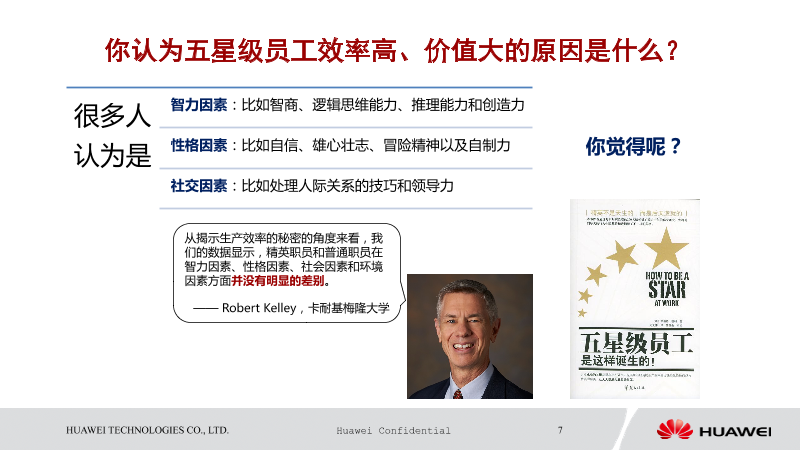 你认为五星级员工效率高、价值大的原因是什么？
很多人
认为是
智力因素：比如智商、逻辑思维能力、推理能力和创造力
性格因素：比如自信、雄心壮志、冒险精神以及自制力
社交因素：比如处理人际关系的技巧和领导力
你觉得呢？
从揭示生产效率的秘密的角度来看，我
们的数据显示，精英职员和普通职员在
智力因素、性格因素、社会因素和环境
因素方面并没有明显的差别。
—— Robert Kelley，卡耐基梅隆大学
HOW TO BE A
STAR
AT WORK
五星级员工
是这样诞生的！
HUAWEI TECHNOLOGIES CO., LTD.
Huawei Confidential
7
HUAWEI